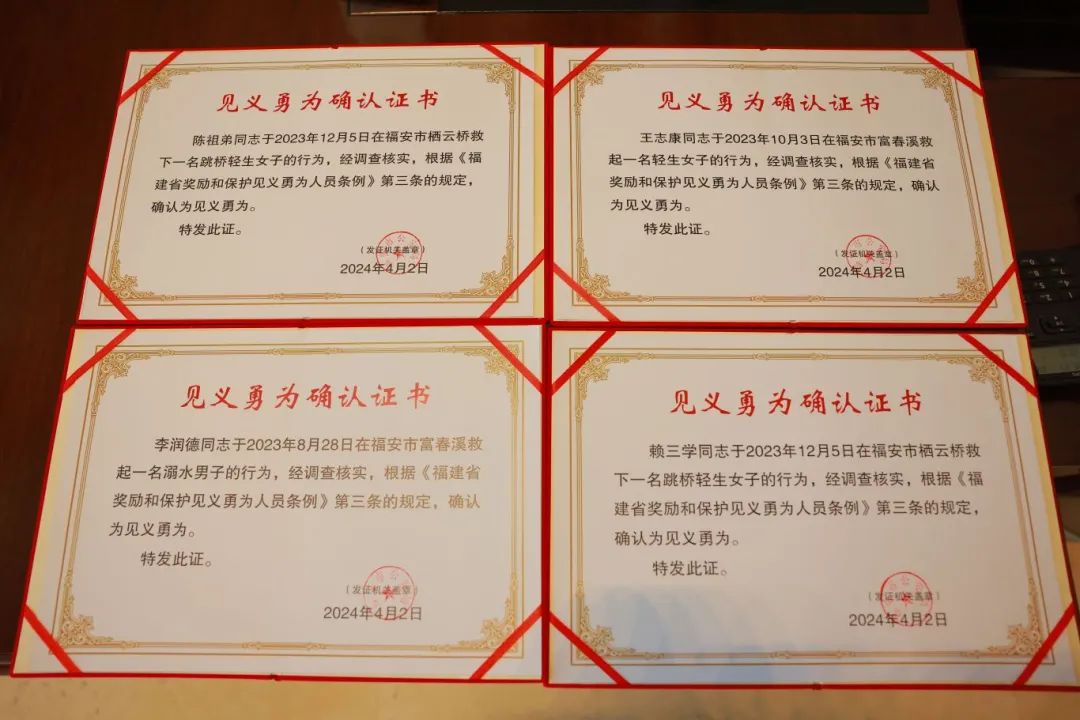 见义勇为确认证书
陈祖弟同志于2023年12月5日在福安市栖云桥救
下一名跳桥轻生女子的行为，经调查核实，根据《福
建省奖励和保护见义勇为人员条例》第三条的规定，
确认为见义勇为。
特发此证。
（发证机关盖章）
2024年4月2日
见义勇为确认证书
王志康同志于2023年10月3日在福安市富春溪救
起一名轻生女子的行为，经调查核实，根据《福建省
奖励和保护见义勇为人员条例》第三条的规定，确认
为见义勇为。
特发此证。
（发证机关盖章）
2024年4月2日
见义勇为确认证书
李润德同志于2023年8月28日在福安市富春溪救
起一名溺水男子的行为，经调查核实，根据《福建省
奖励和保护见义勇为人员条例》第三条的规定，确认
为见义勇为。
特发此证。
（发证机关盖章）
2024年4月2日
见义勇为确认证书
赖三学同志于2023年12月5日在福安市栖云桥救
下一名跳桥轻生女子的行为，经调查核实，根据《福
建省奖励和保护见义勇为人员条例》第三条的规定，
确认为见义勇为。
特发此证。
（发证机关盖章）
2024年4月2日